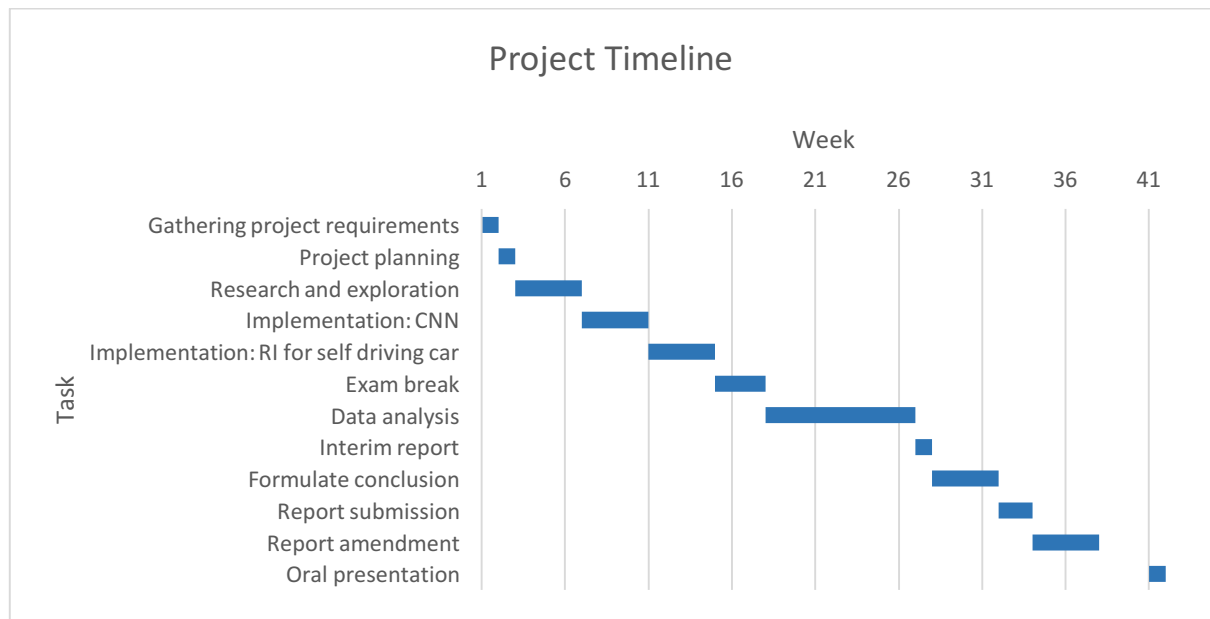 Project Timeline
Week
1 6 11 16 21 26 31 36 41
Task
Gathering project requirements
Project planning
Research and exploration
Implementation: CNN
Implementation: RI for self driving car
Exam break
Data analysis
Interim report
Formulate conclusion
Report submission
Report amendment
Oral presentation